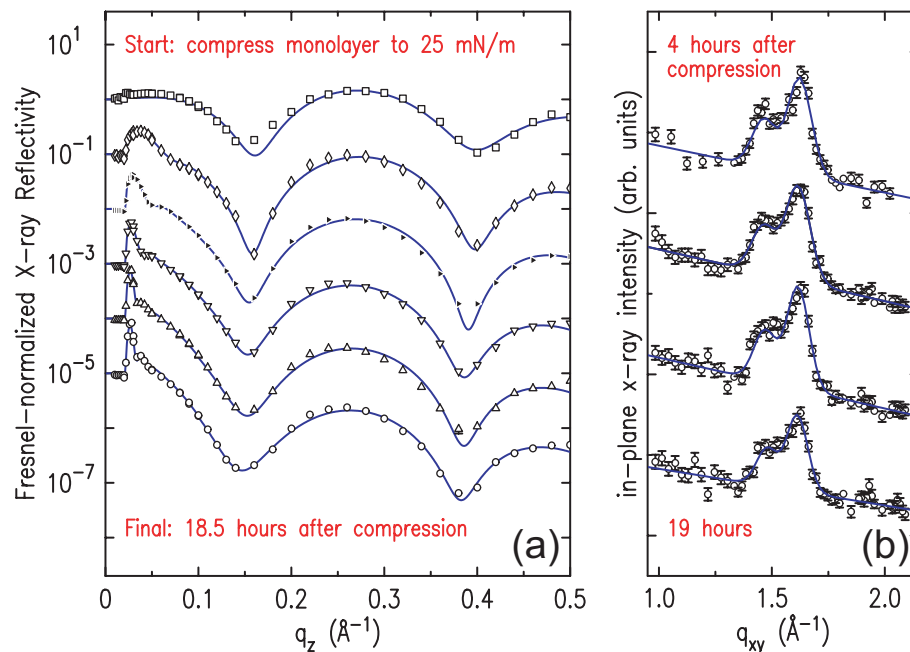 Fresnel-normalized X-ray Reflectivity
10¹
10⁻¹
10⁻³
10⁻⁵
10⁻⁷
Start: compress monolayer to 25 mN/m
Final: 18.5 hours after compression
(a)
0 0.1 0.2 0.3 0.4 0.5
q_z (Å⁻¹)
in-plane x-ray intensity (arb. units)
4 hours after
compression
19 hours
(b)
1.0 1.5 2.0
q_xy (Å⁻¹)